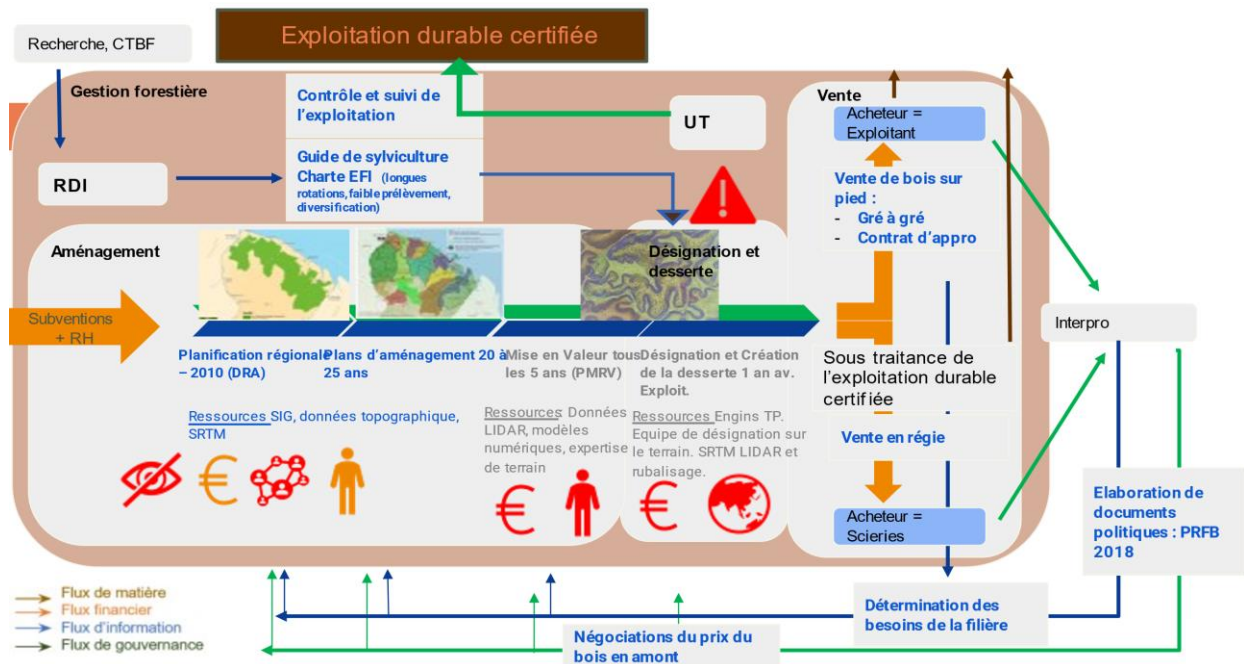 Recherche, CTBF
Exploitation durable certifiée
Gestion forestière
Contrôle et suivi de
l'exploitation
UT
Vente
Acheteur =
Exploitant
RDI
Guide de sylviculture
Charte EFI (longues
rotations, faible prélèvement,
diversification)
Vente de bois sur
pied :
- Gré à gré
- Contrat d'appro
Aménagement
Désignation et
desserte
Subventions
+ RH
Interpro
Planification régionale
– 2010 (DRA)
Plans d'aménagement 20 à
25 ans
Mise en Valeur tous
les 5 ans (PMRV)
Désignation et Création
de la desserte 1 an av.
Exploit.
Sous traitance de
l'exploitation durable
certifiée
Ressources SIG, données topographique,
SRTM
Ressources: Données
LIDAR, modèles
numériques, expertise
de terrain
Ressources Engins TP.
Equipe de désignation sur
le terrain. SRTM LIDAR et
rubalisage.
Vente en régie
Acheteur =
Scieries
Elaboration de
documents
politiques : PRFB
2018
Flux de matière
Flux financier
Flux d'information
Flux de gouvernance
Détermination des
besoins de la filière
Négociations du prix du
bois en amont